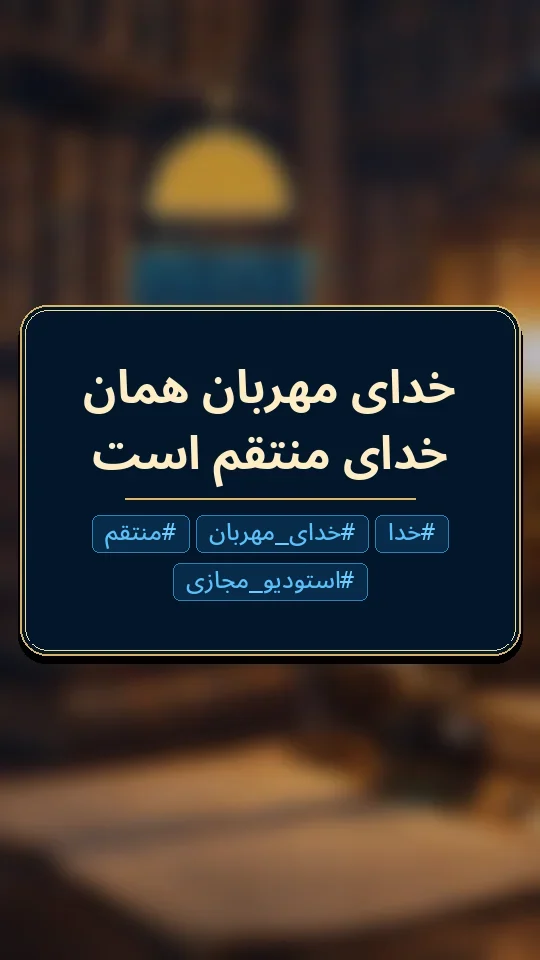 خدای مهربان همان
خدای منتقم است
#خدا #خدای_مهربان #منتقم
#استودیو_مجازی